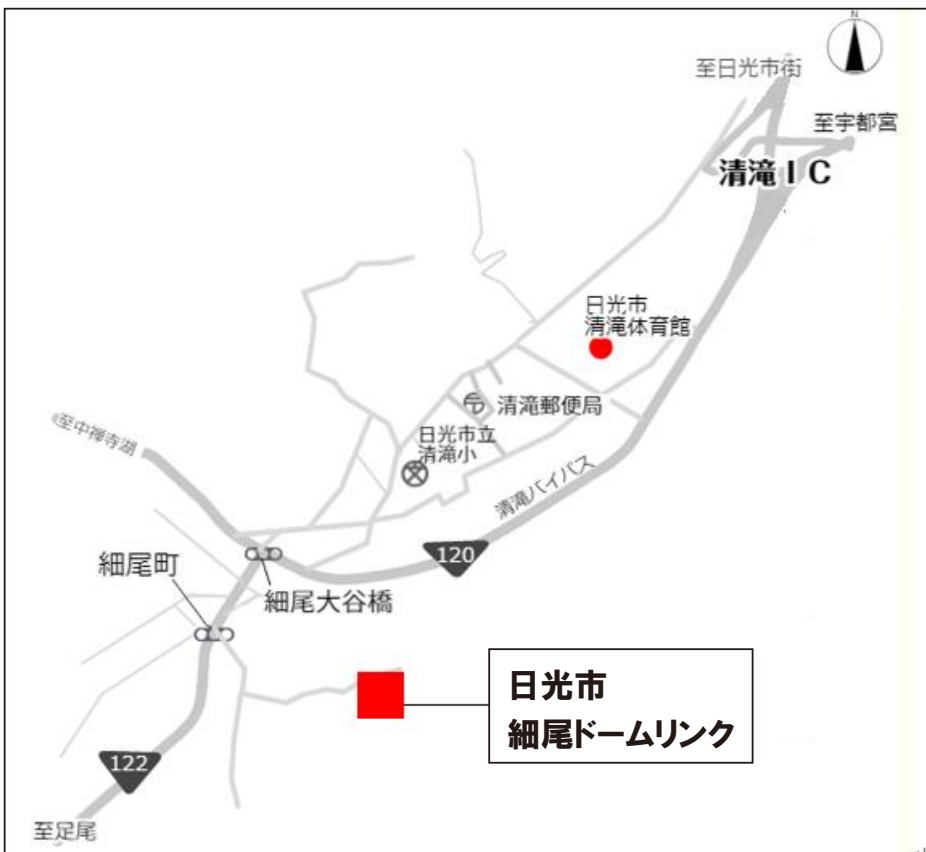 N
至日光市街
至宇都宮
清滝IC
日光市
清滝体育館
清滝郵便局
日光市立
清滝小
至中禅寺湖
清滝バイパス
120
細尾町
細尾大谷橋
日光市
細尾ドームリンク
122
至足尾